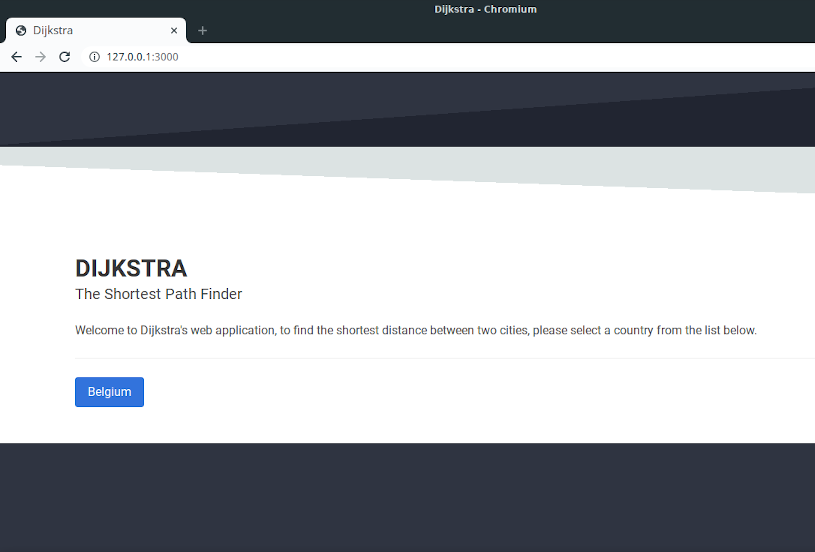 Dijkstra - Chromium
Dijkstra
127.0.0.1:3000
DIJKSTRA
The Shortest Path Finder
Welcome to Dijkstra's web application, to find the shortest distance between two cities, please select a country from the list below.
Belgium